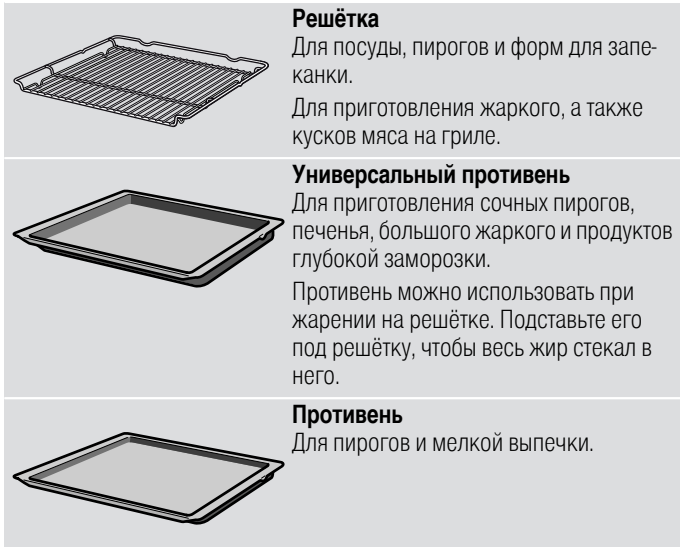 Решётка
Для посуды, пирогов и форм для запе-
канки.
Для приготовления жаркого, а также
кусков мяса на гриле.
Универсальный противень
Для приготовления сочных пирогов,
печенья, большого жаркого и продуктов
глубокой заморозки.
Противень можно использовать при
жарении на решётке. Подставьте его
под решётку, чтобы весь жир стекал в
него.
Противень
Для пирогов и мелкой выпечки.